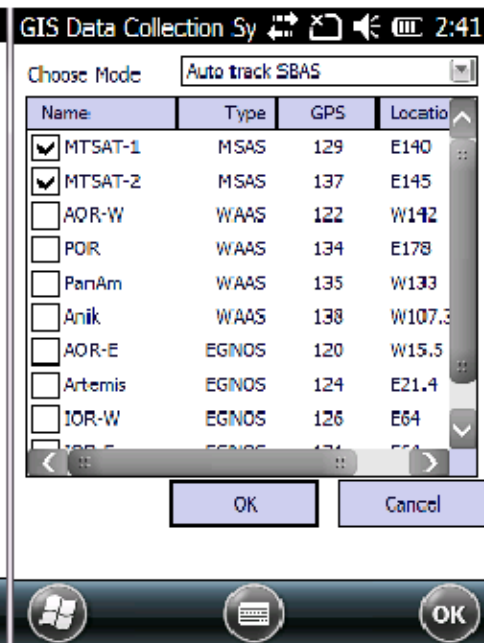 GIS Data Collection Sy 2:41
Choose Mode Auto track SBAS
Name Type GPS Locatio
MTSAT-1 MSAS 129 E140
MTSAT-2 MSAS 137 E145
AOR-W WAAS 122 W142
POR WAAS 134 E178
PanAm WAAS 135 W133
Anik WAAS 138 W107.3
AOR-E EGNOS 120 W15.5
Artemis EGNOS 124 E21.4
IOR-W EGNOS 126 E64
OK Cancel
OK